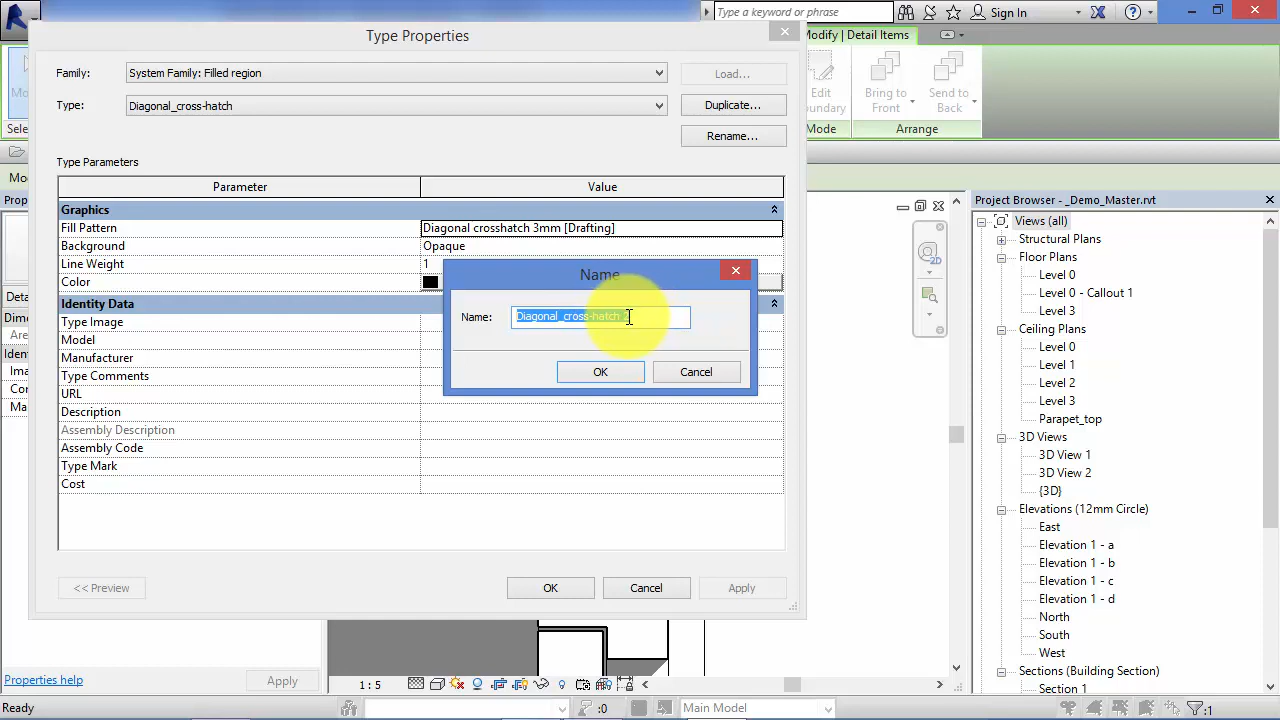 Type a keyword or phrase
Sign In
Type Properties
Modify | Detail Items
Family:
System Family: Filled region
Load...
Type:
Diagonal_cross-hatch
Duplicate...
Rename...
Edit
Bring to
Front
Send to
Back
Mode
Arrange
Type Parameters
Parameter
Value
Graphics
Fill Pattern
Diagonal crosshatch 3mm [Drafting]
Background
Opaque
Line Weight
1
Color
Identity Data
Type Image
Model
Manufacturer
Type Comments
URL
Description
Assembly Description
Assembly Code
Type Mark
Cost
Name
Name:
Diagonal_cross-hatch 2
OK
Cancel
<< Preview
OK
Cancel
Apply
Project Browser - _Demo_Master.rvt
Views (all)
Structural Plans
Floor Plans
Level 0
Level 0 - Callout 1
Level 3
Ceiling Plans
Level 0
Level 1
Level 2
Level 3
Parapet_top
3D Views
3D View 1
3D View 2
{3D}
Elevations (12mm Circle)
East
Elevation 1 - a
Elevation 1 - b
Elevation 1 - c
Elevation 1 - d
North
South
West
Sections (Building Section)
Section 1
2D
Properties help
Apply
1 : 5
Ready
:0
Main Model
:1